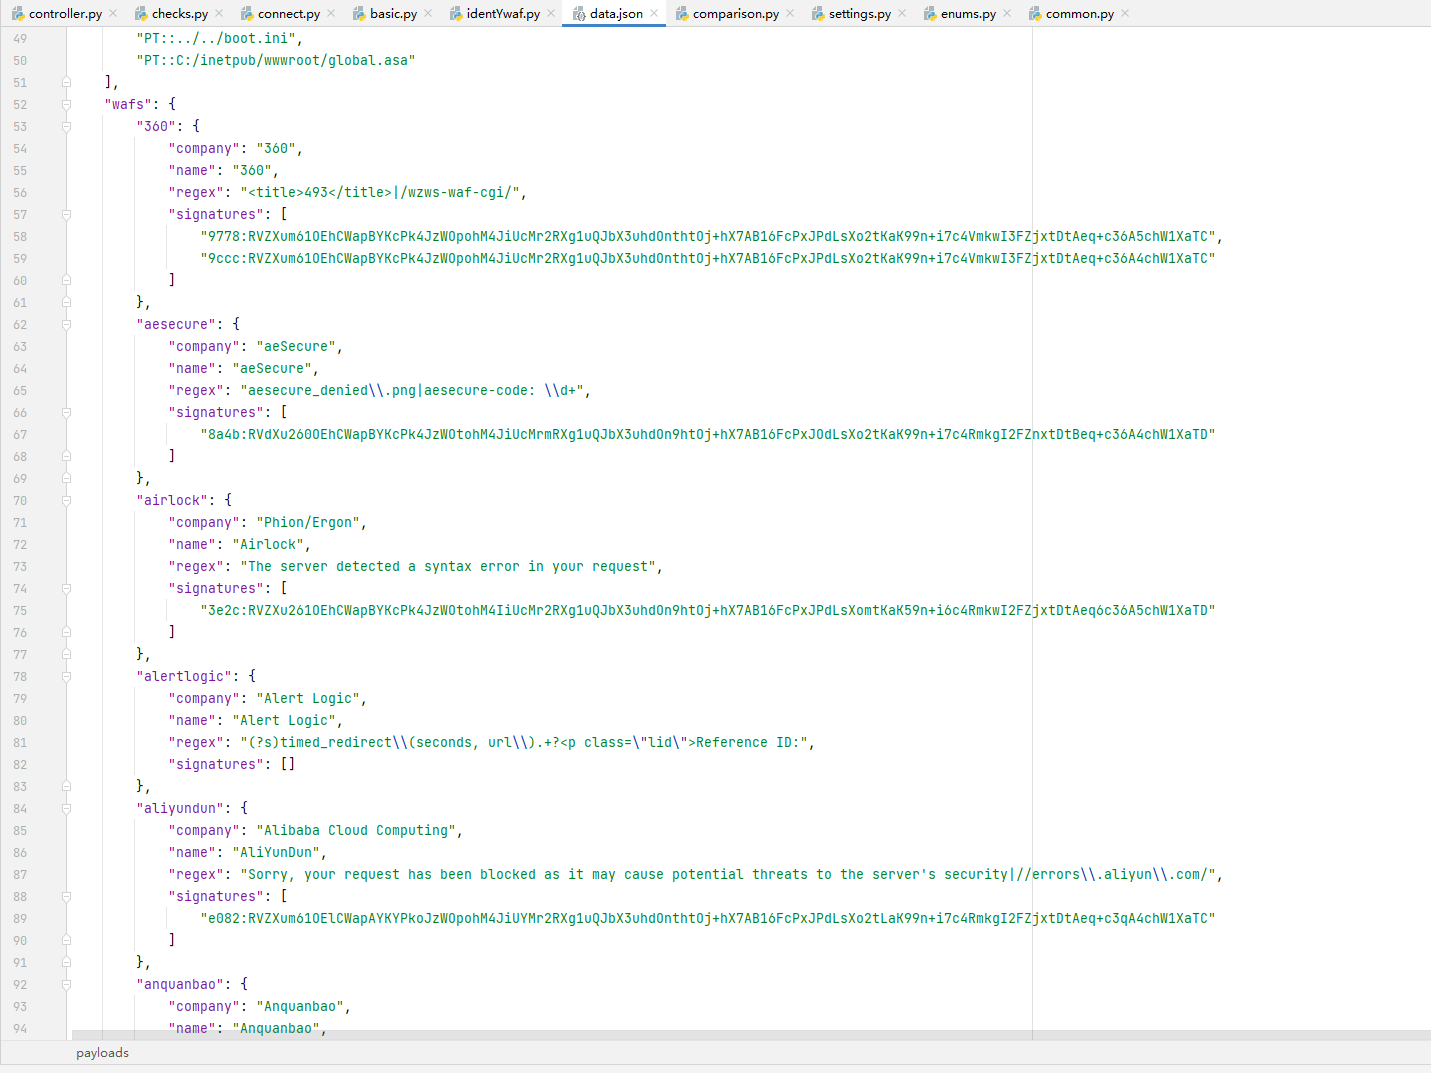 controller.py checks.py connect.py basic.py identYwaf.py data.json comparison.py settings.py enums.py common.py
49 "PT::../../boot.ini",
50 "PT::C:/inetpub/wwwroot/global.asa"
51 ],
52 "wafs": {
53 "360": {
54 "company": "360",
55 "name": "360",
56 "regex": "<title>493</title>|/wzws-waf-cgi/",
57 "signatures": [
58 "9778:RVZXum61OEhCWapBYKcPk4JzWOpohM4JiUcMr2RXg1uQJbX3uhdOnthtOj+hX7AB16FcPxJPdLsXo2tKaK99n+i7c4VmkwI3FZjxtDtAeq+c36A5chW1XaTC",
59 "9ccc:RVZXum61OEhCWapBYKcPk4JzWOpohM4JiUcMr2RXg1uQJbX3uhdOnthtOj+hX7AB16FcPxJPdLsXo2tKaK99n+i7c4VmkwI3FZjxtDtAeq+c36A4chW1XaTC"
60 ]
61 },
62 "aesecure": {
63 "company": "aeSecure",
64 "name": "aeSecure",
65 "regex": "aesecure_denied\\.png|aesecure-code: \\d+",
66 "signatures": [
67 "8a4b:RVdXu260OEhCWapBYKcPk4JzWOtohM4JiUcMrmRXg1uQJbX3uhdOn9htOj+hX7AB16FcPxJOdLsXo2tKaK99n+i7c4RmkgI2FZnxtDtBeq+c36A4chW1XaTD"
68 ]
69 },
70 "airlock": {
71 "company": "Phion/Ergon",
72 "name": "Airlock",
73 "regex": "The server detected a syntax error in your request",
74 "signatures": [
75 "3e2c:RVZXu261OEhCWapBYKcPk4JzWOtohM4IiUcMr2RXg1uQJbX3uhdOn9htOj+hX7AB16FcPxJPdLsXomtKaK59n+i6c4RmkwI2FZjxtDtAeq6c36A5chW1XaTD"
76 ]
77 },
78 "alertlogic": {
79 "company": "Alert Logic",
80 "name": "Alert Logic",
81 "regex": "(?s)timed_redirect\\(seconds, url\\).+?<p class=\"lid\">Reference ID:",
82 "signatures": []
83 },
84 "aliyundun": {
85 "company": "Alibaba Cloud Computing",
86 "name": "AliYunDun",
87 "regex": "Sorry, your request has been blocked as it may cause potential threats to the server's security|//errors\\.aliyun\\.com/",
88 "signatures": [
89 "e082:RVZXum61OElCWapAYKYPkoJzWOpohM4JiUYMr2RXg1uQJbX3uhdOnthtOj+hX7AB16FcPxJPdLsXo2tLaK99n+i7c4RmkgI2FZjxtDtAeq+c3qA4chW1XaTC"
90 ]
91 },
92 "anquanbao": {
93 "company": "Anquanbao",
94 "name": "Anquanbao",
payloads